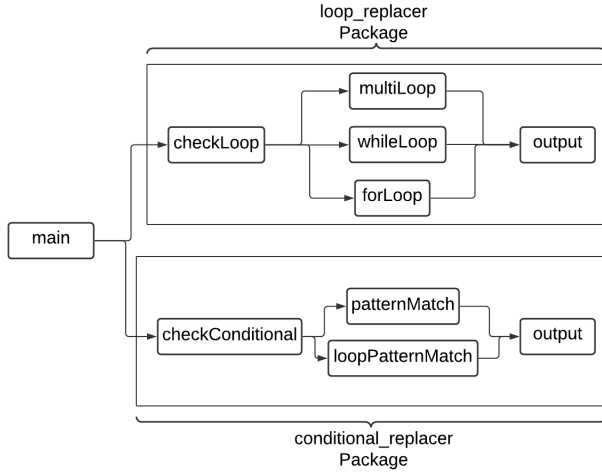 loop_replacer
Package
multiLoop
checkLoop
whileLoop
output
forLoop
main
patternMatch
checkConditional
output
loopPatternMatch
conditional_replacer
Package